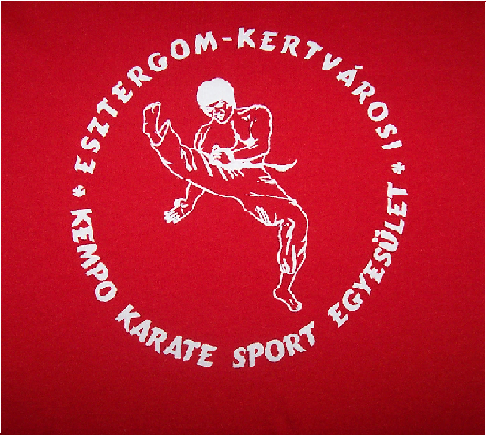 ESZTERGOM-KERTVÁROSI
* KEMPO KARATE SPORT EGYESÜLET *